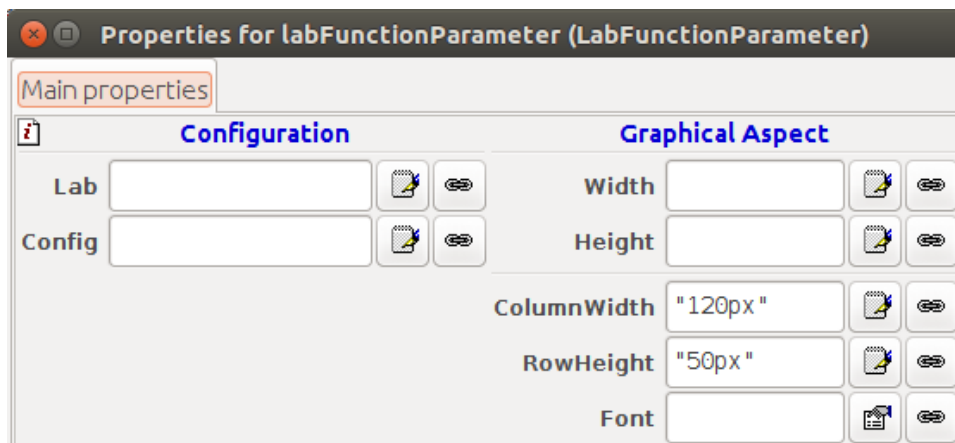 Properties for labFunctionParameter (LabFunctionParameter)
Main properties
i Configuration Graphical Aspect
Lab Width
Config Height
ColumnWidth "120px"
RowHeight "50px"
Font